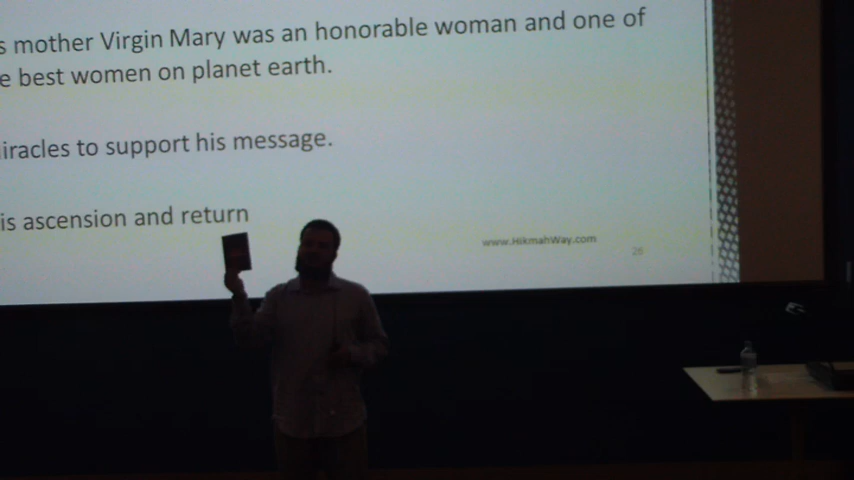 s mother Virgin Mary was an honorable woman and one of
e best women on planet earth.
iracles to support his message.
is ascension and return
www.HikmahWay.com
26